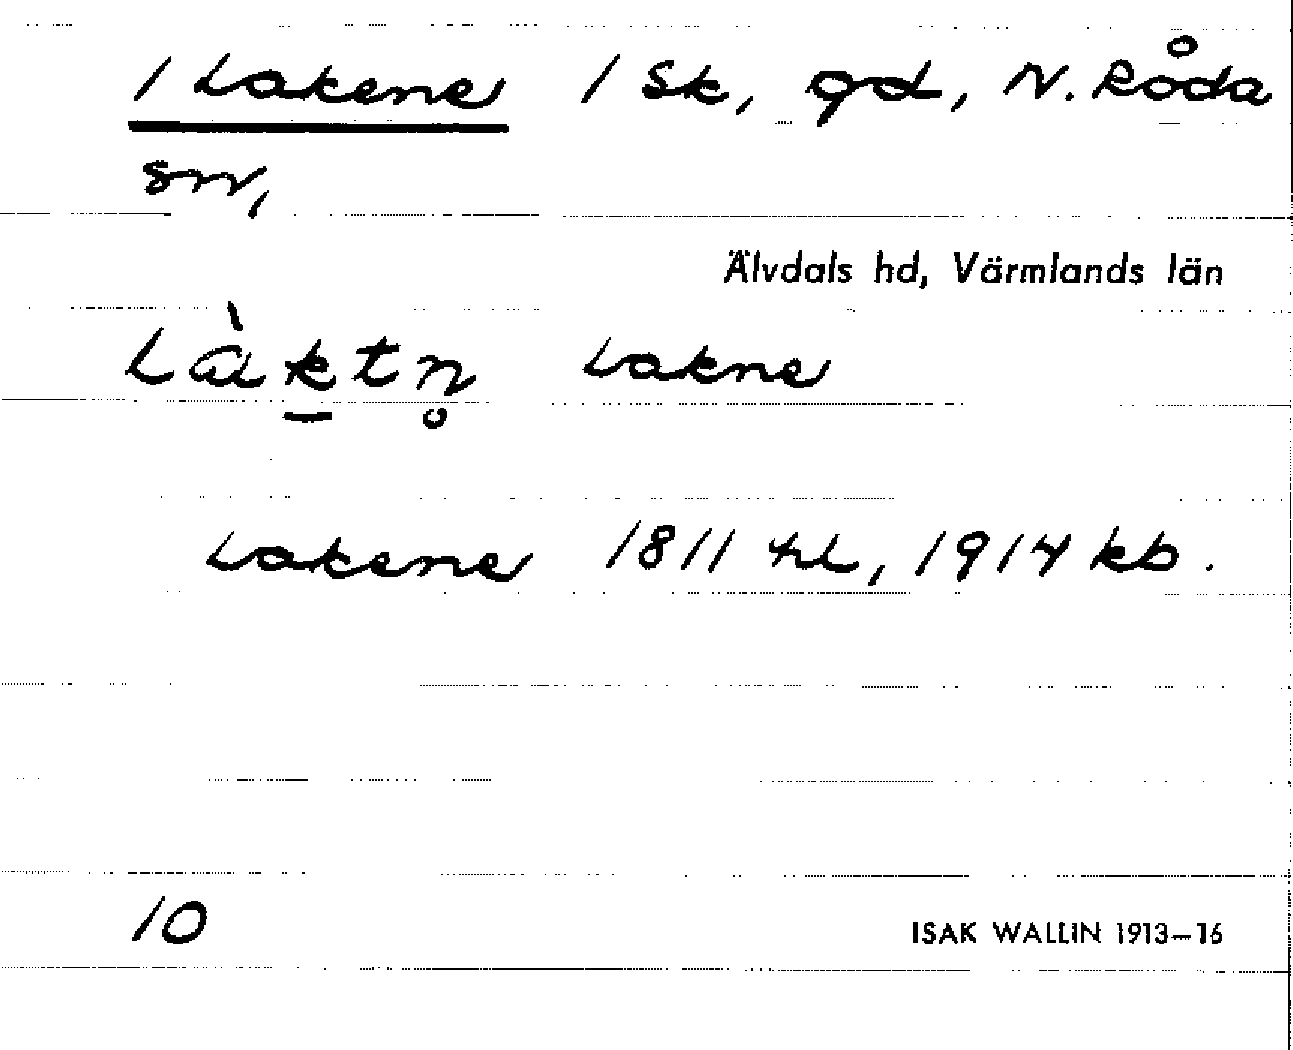 1 Lakene 1 Sk, gd, N. Råda
sn,
Älvdals hd, Värmlands län
Làktn̥ Lakne
Lakene 1811 hl, 1914 kb.
10 ISAK WALLIN 1913–16